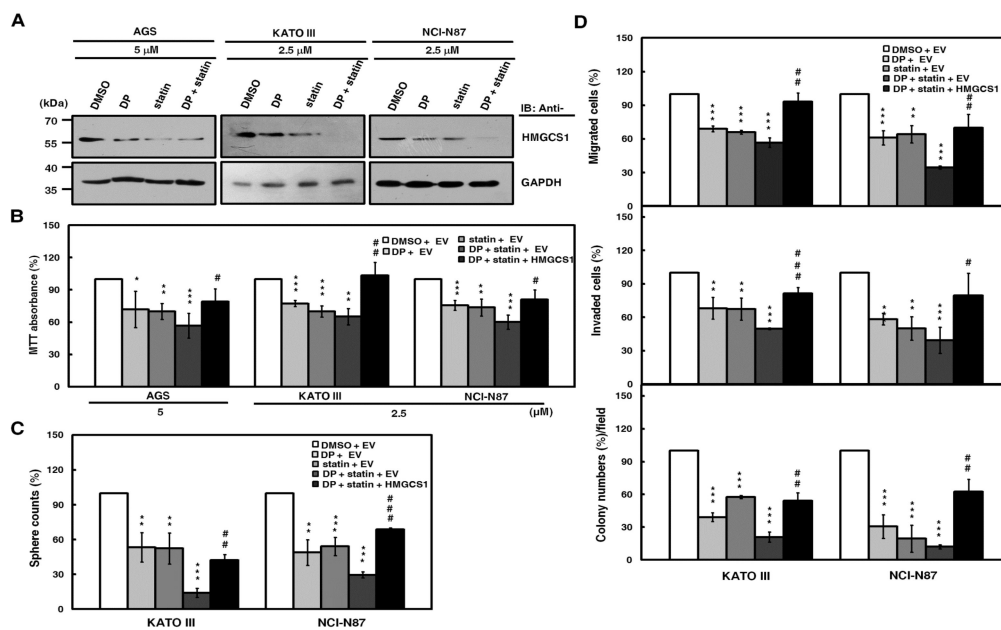 A
AGS KATO III NCI-N87
5 μM 2.5 μM 2.5 μM
DMSO DP statin DP + statin DMSO DP statin DP + statin DMSO DP statin DP + statin
(kDa) IB: Anti-
70
55
HMGCS1
40
35
GAPDH
B
MTT absorbance (%)
150
120
90
60
30
0
DMSO + EV
DP + EV
statin + EV
DP + statin + EV
DP + statin + HMGCS1
* ** *** #
*** *** ** ##
*** ** *** #
AGS KATO III NCI-N87
5 2.5 (μM)
C
Sphere counts (%)
150
120
90
60
30
0
DMSO + EV
DP + EV
statin + EV
DP + statin + EV
DP + statin + HMGCS1
** ** *** ##
** *** *** ###
KATO III NCI-N87
D
DMSO + EV
DP + EV
statin + EV
DP + statin + EV
DP + statin + HMGCS1
Migrated cells (%)
150
120
90
60
30
0
*** *** *** ##
*** ** *** ##
Invaded cells (%)
150
120
90
60
30
0
** ** *** ###
** ** *** ##
Colony numbers (%)/field
150
120
90
60
30
0
*** *** *** ##
*** *** *** ##
KATO III NCI-N87